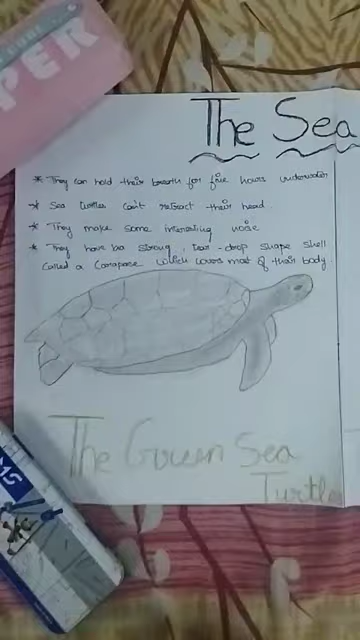 The Sea
* They can hold their breath for five hours underwater
* Sea turtles can't retract their head
* They make some interesting noise
* They have ba strong, tear-drop shape shell
called a Carapace which covers most of their body.
The Green Sea
Turtle